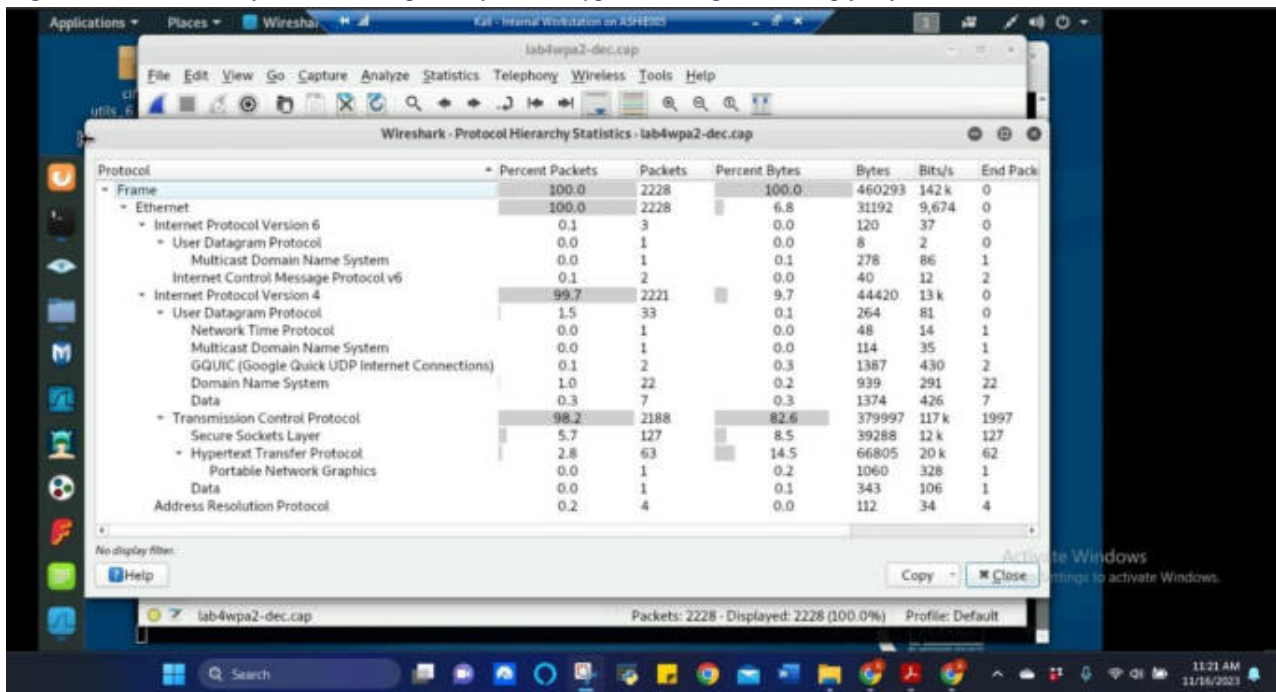 Applications ▾ Places ▾ Wireshar
Kali - Internal Workstation on ASHE005
lab4wpa2-dec.cap
File Edit View Go Capture Analyze Statistics Telephony Wireless Tools Help
utils_6
Wireshark - Protocol Hierarchy Statistics - lab4wpa2-dec.cap
Protocol Percent Packets Packets Percent Bytes Bytes Bits/s End Pack
Frame 100.0 2228 100.0 460293 142 k 0
Ethernet 100.0 2228 6.8 31192 9,674 0
Internet Protocol Version 6 0.1 3 0.0 120 37 0
User Datagram Protocol 0.0 1 0.0 8 2 0
Multicast Domain Name System 0.0 1 0.1 278 86 1
Internet Control Message Protocol v6 0.1 2 0.0 40 12 2
Internet Protocol Version 4 99.7 2221 9.7 44420 13 k 0
User Datagram Protocol 1.5 33 0.1 264 81 0
Network Time Protocol 0.0 1 0.0 48 14 1
Multicast Domain Name System 0.0 1 0.0 114 35 1
GQUIC (Google Quick UDP Internet Connections) 0.1 2 0.3 1387 430 2
Domain Name System 1.0 22 0.2 939 291 22
Data 0.3 7 0.3 1374 426 7
Transmission Control Protocol 98.2 2188 82.6 379997 117 k 1997
Secure Sockets Layer 5.7 127 8.5 39288 12 k 127
Hypertext Transfer Protocol 2.8 63 14.5 66805 20 k 62
Portable Network Graphics 0.0 1 0.2 1060 328 1
Data 0.0 1 0.1 343 106 1
Address Resolution Protocol 0.2 4 0.0 112 34 4
No display filter.
Help Copy Close
Activate Windows
Settings to activate Windows.
lab4wpa2-dec.cap Packets: 2228 · Displayed: 2228 (100.0%) Profile: Default
Search
11:21 AM
11/16/2023